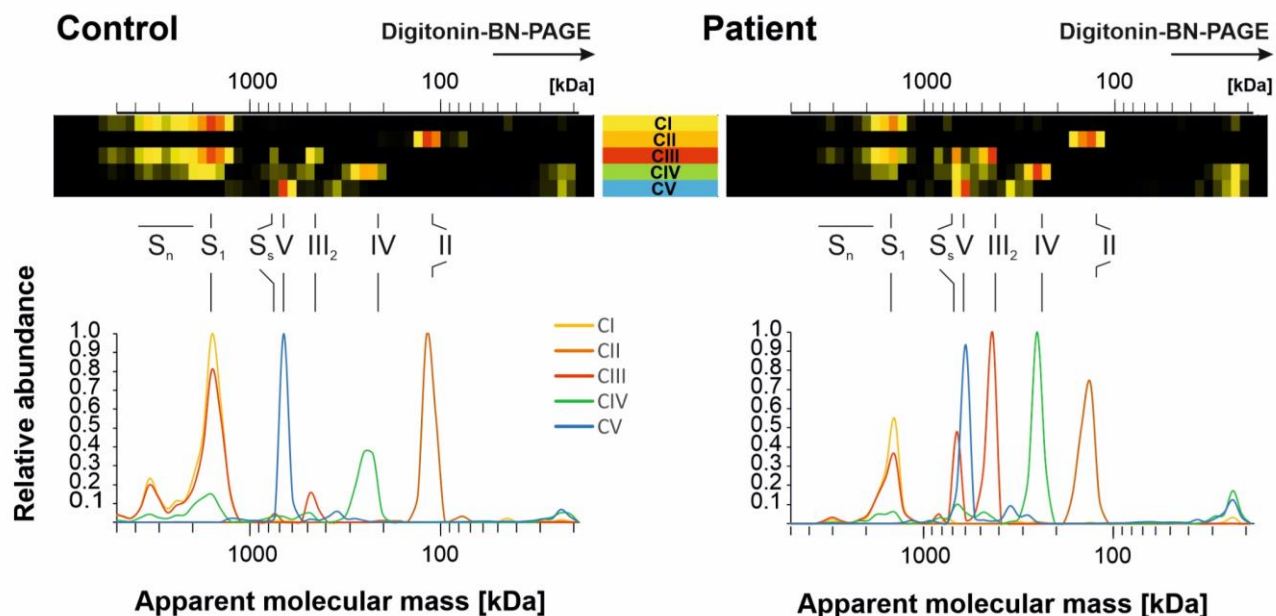 Control
Digitonin-BN-PAGE
1000
100
[kDa]
Patient
Digitonin-BN-PAGE
1000
100
[kDa]
CI
CII
CIII
CIV
CV
Sn S1 SsV III2 IV II
Sn S1 SsV III2 IV II
Relative abundance
1.0
0.9
0.8
0.7
0.6
0.5
0.4
0.3
0.2
0.1
CI
CII
CIII
CIV
CV
1000
100
Apparent molecular mass [kDa]
1.0
0.9
0.8
0.7
0.6
0.5
0.4
0.3
0.2
0.1
1000
100
Apparent molecular mass [kDa]